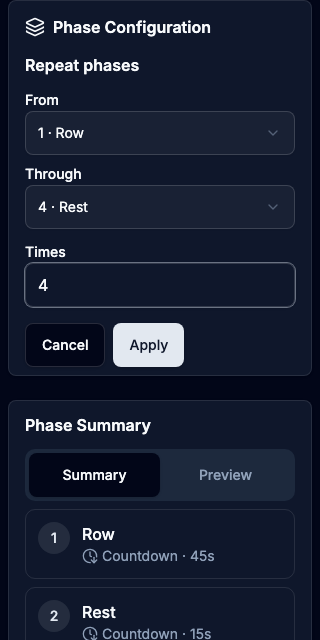 Phase Configuration
Repeat phases
From
1 · Row
Through
4 · Rest
Times
4
Cancel Apply
Phase Summary
Summary Preview
1 Row
Countdown · 45s
2 Rest
Countdown · 15s